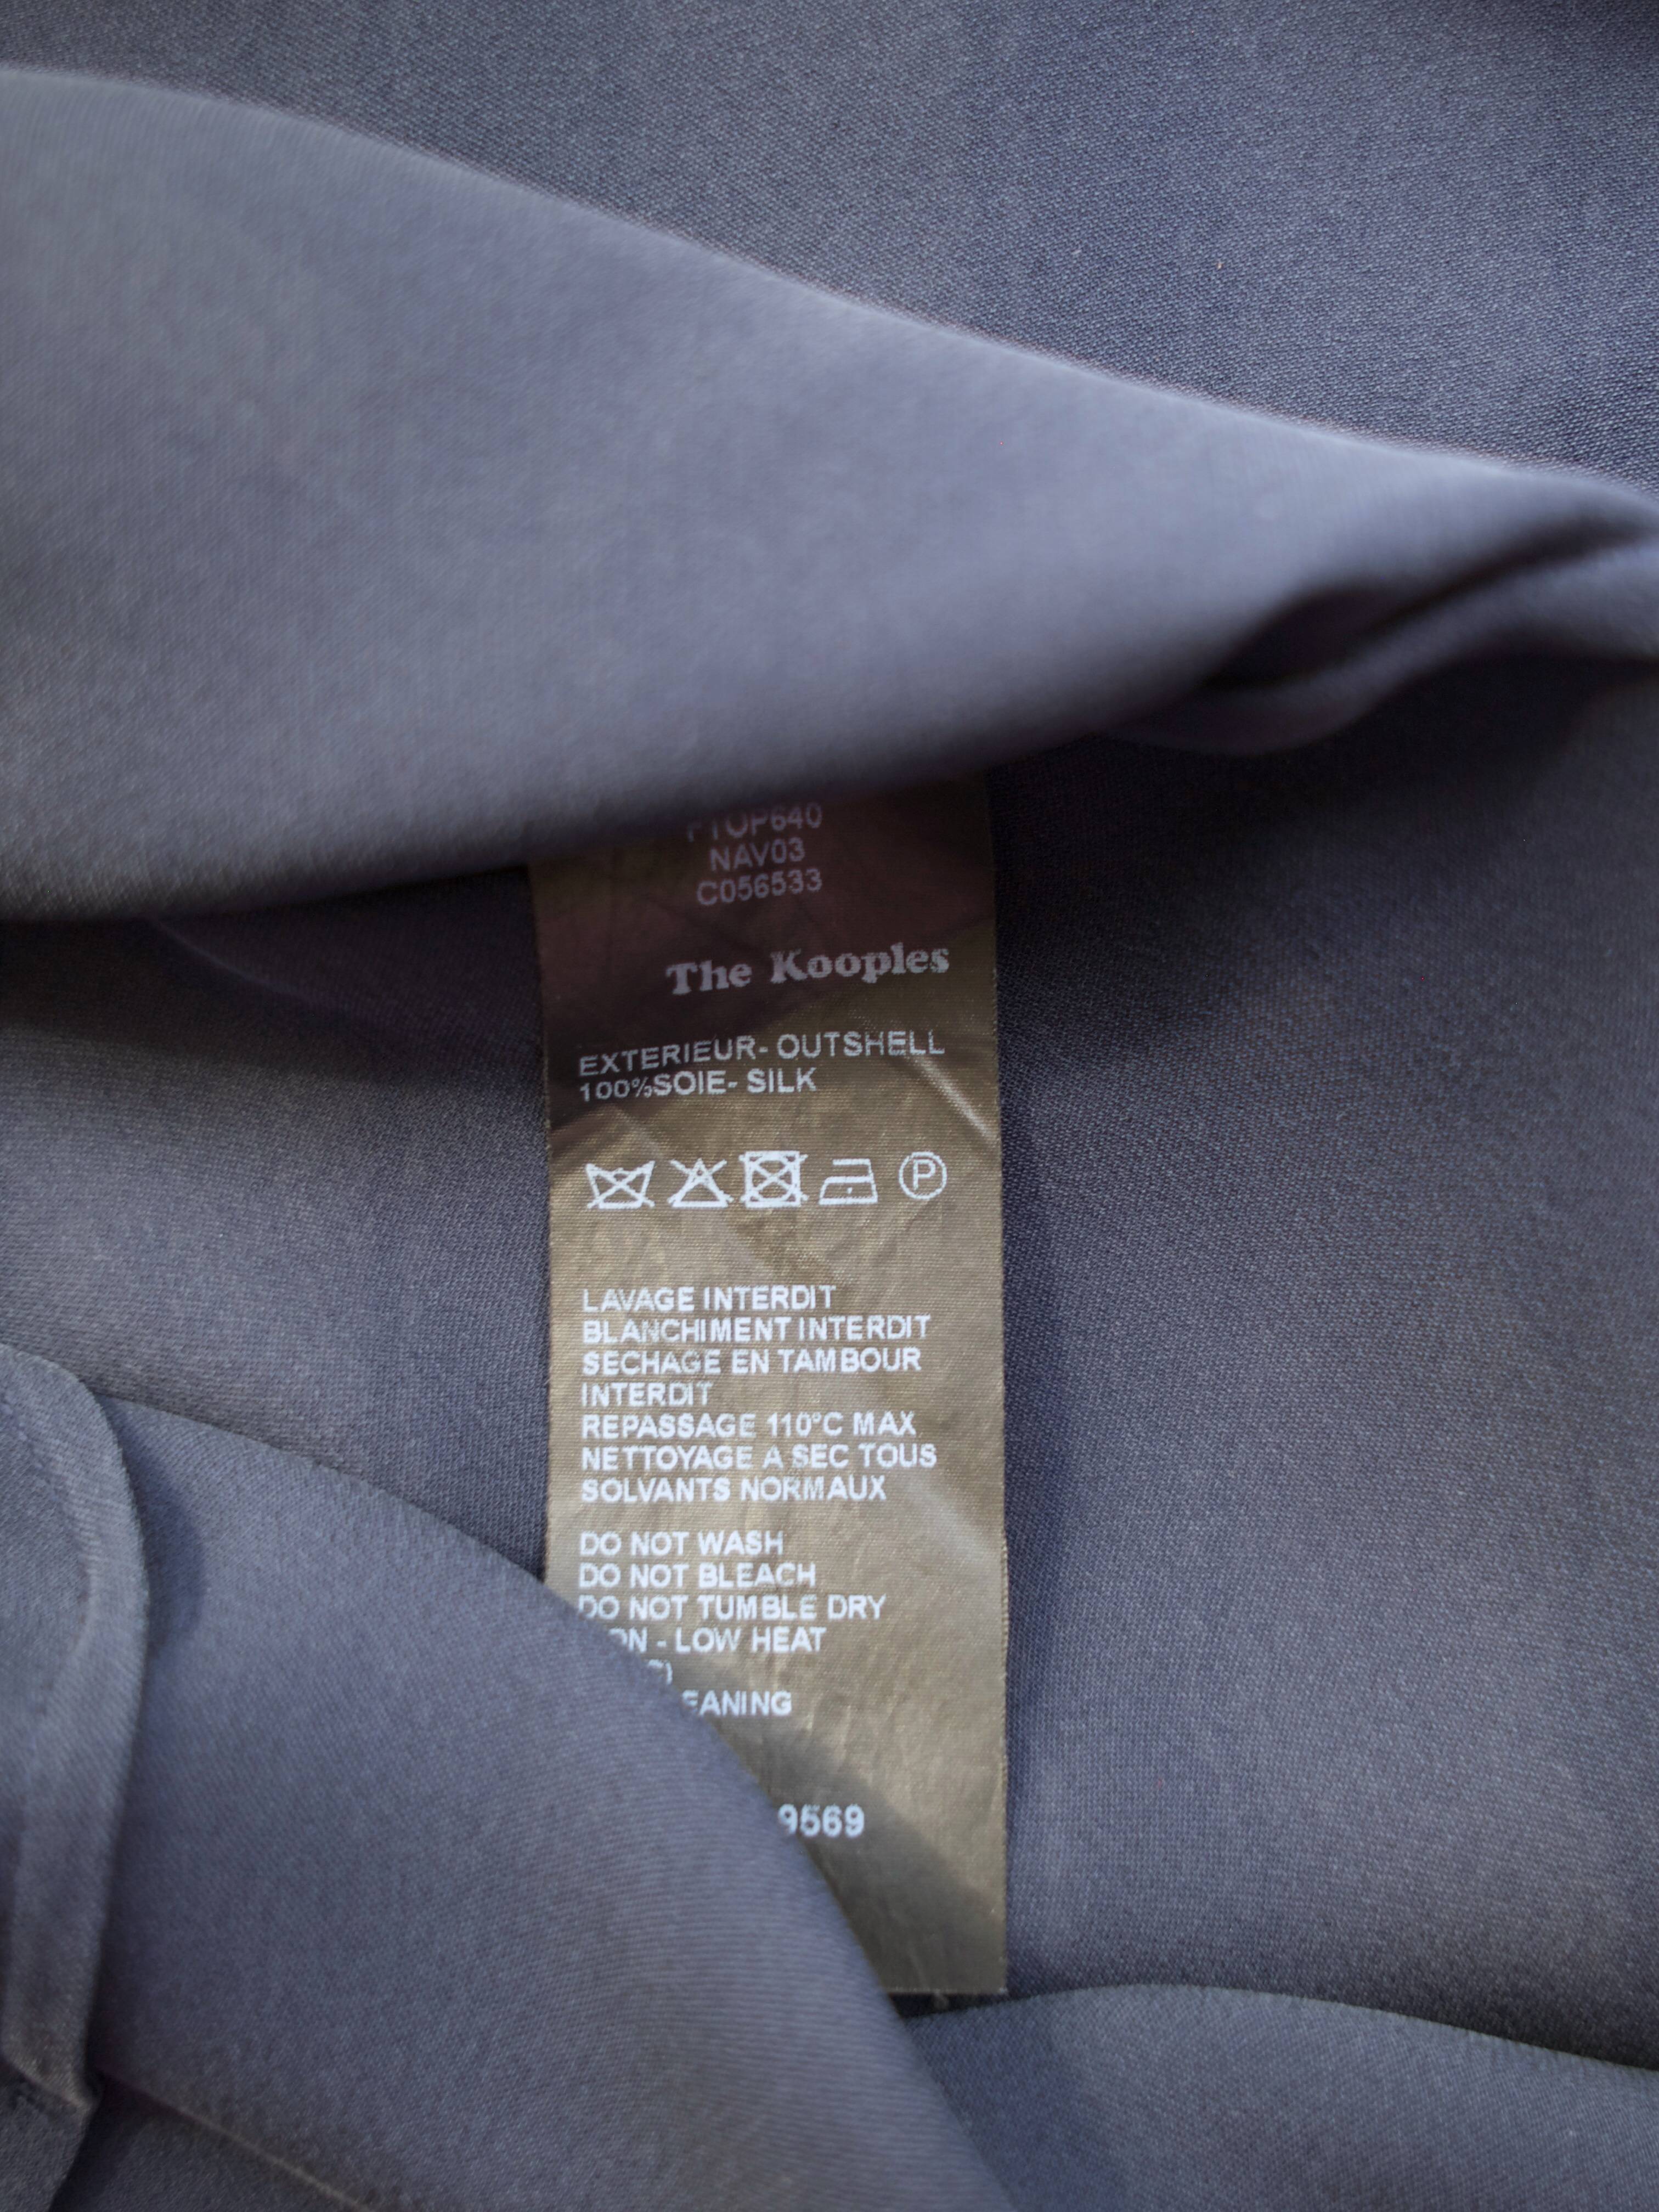 FTOP640
NAV03
C056533
The Kooples
EXTERIEUR- OUTSHELL
100%SOIE- SILK
P
LAVAGE INTERDIT
BLANCHIMENT INTERDIT
SECHAGE EN TAMBOUR
INTERDIT
REPASSAGE 110°C MAX
NETTOYAGE A SEC TOUS
SOLVANTS NORMAUX
DO NOT WASH
DO NOT BLEACH
DO NOT TUMBLE DRY
- LOW HEAT
9569